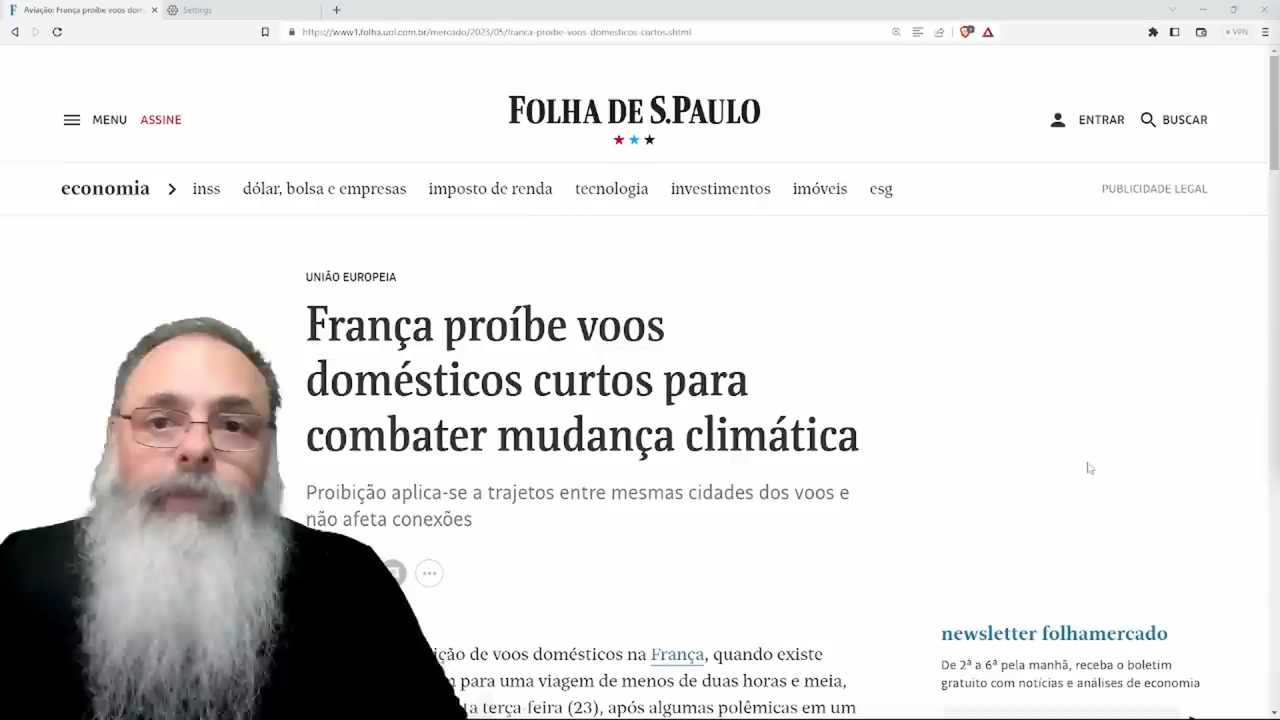 Aviação: França proíbe voos dom
Settings
https://www1.folha.uol.com.br/mercado/2023/05/franca-proibe-voos-domesticos-curtos.shtml
VPN
MENU ASSINE
FOLHA DE S.PAULO
ENTRAR BUSCAR
economia inss dólar, bolsa e empresas imposto de renda tecnologia investimentos imóveis esg
PUBLICIDADE LEGAL
UNIÃO EUROPEIA
França proíbe voos
domésticos curtos para
combater mudança climática
Proibição aplica-se a trajetos entre mesmas cidades dos voos e
não afeta conexões
ição de voos domésticos na França, quando existe
para uma viagem de menos de duas horas e meia,
ta terça-feira (23), após algumas polêmicas em um
newsletter folhamercado
De 2ª a 6ª pela manhã, receba o boletim
gratuito com notícias e análises de economia